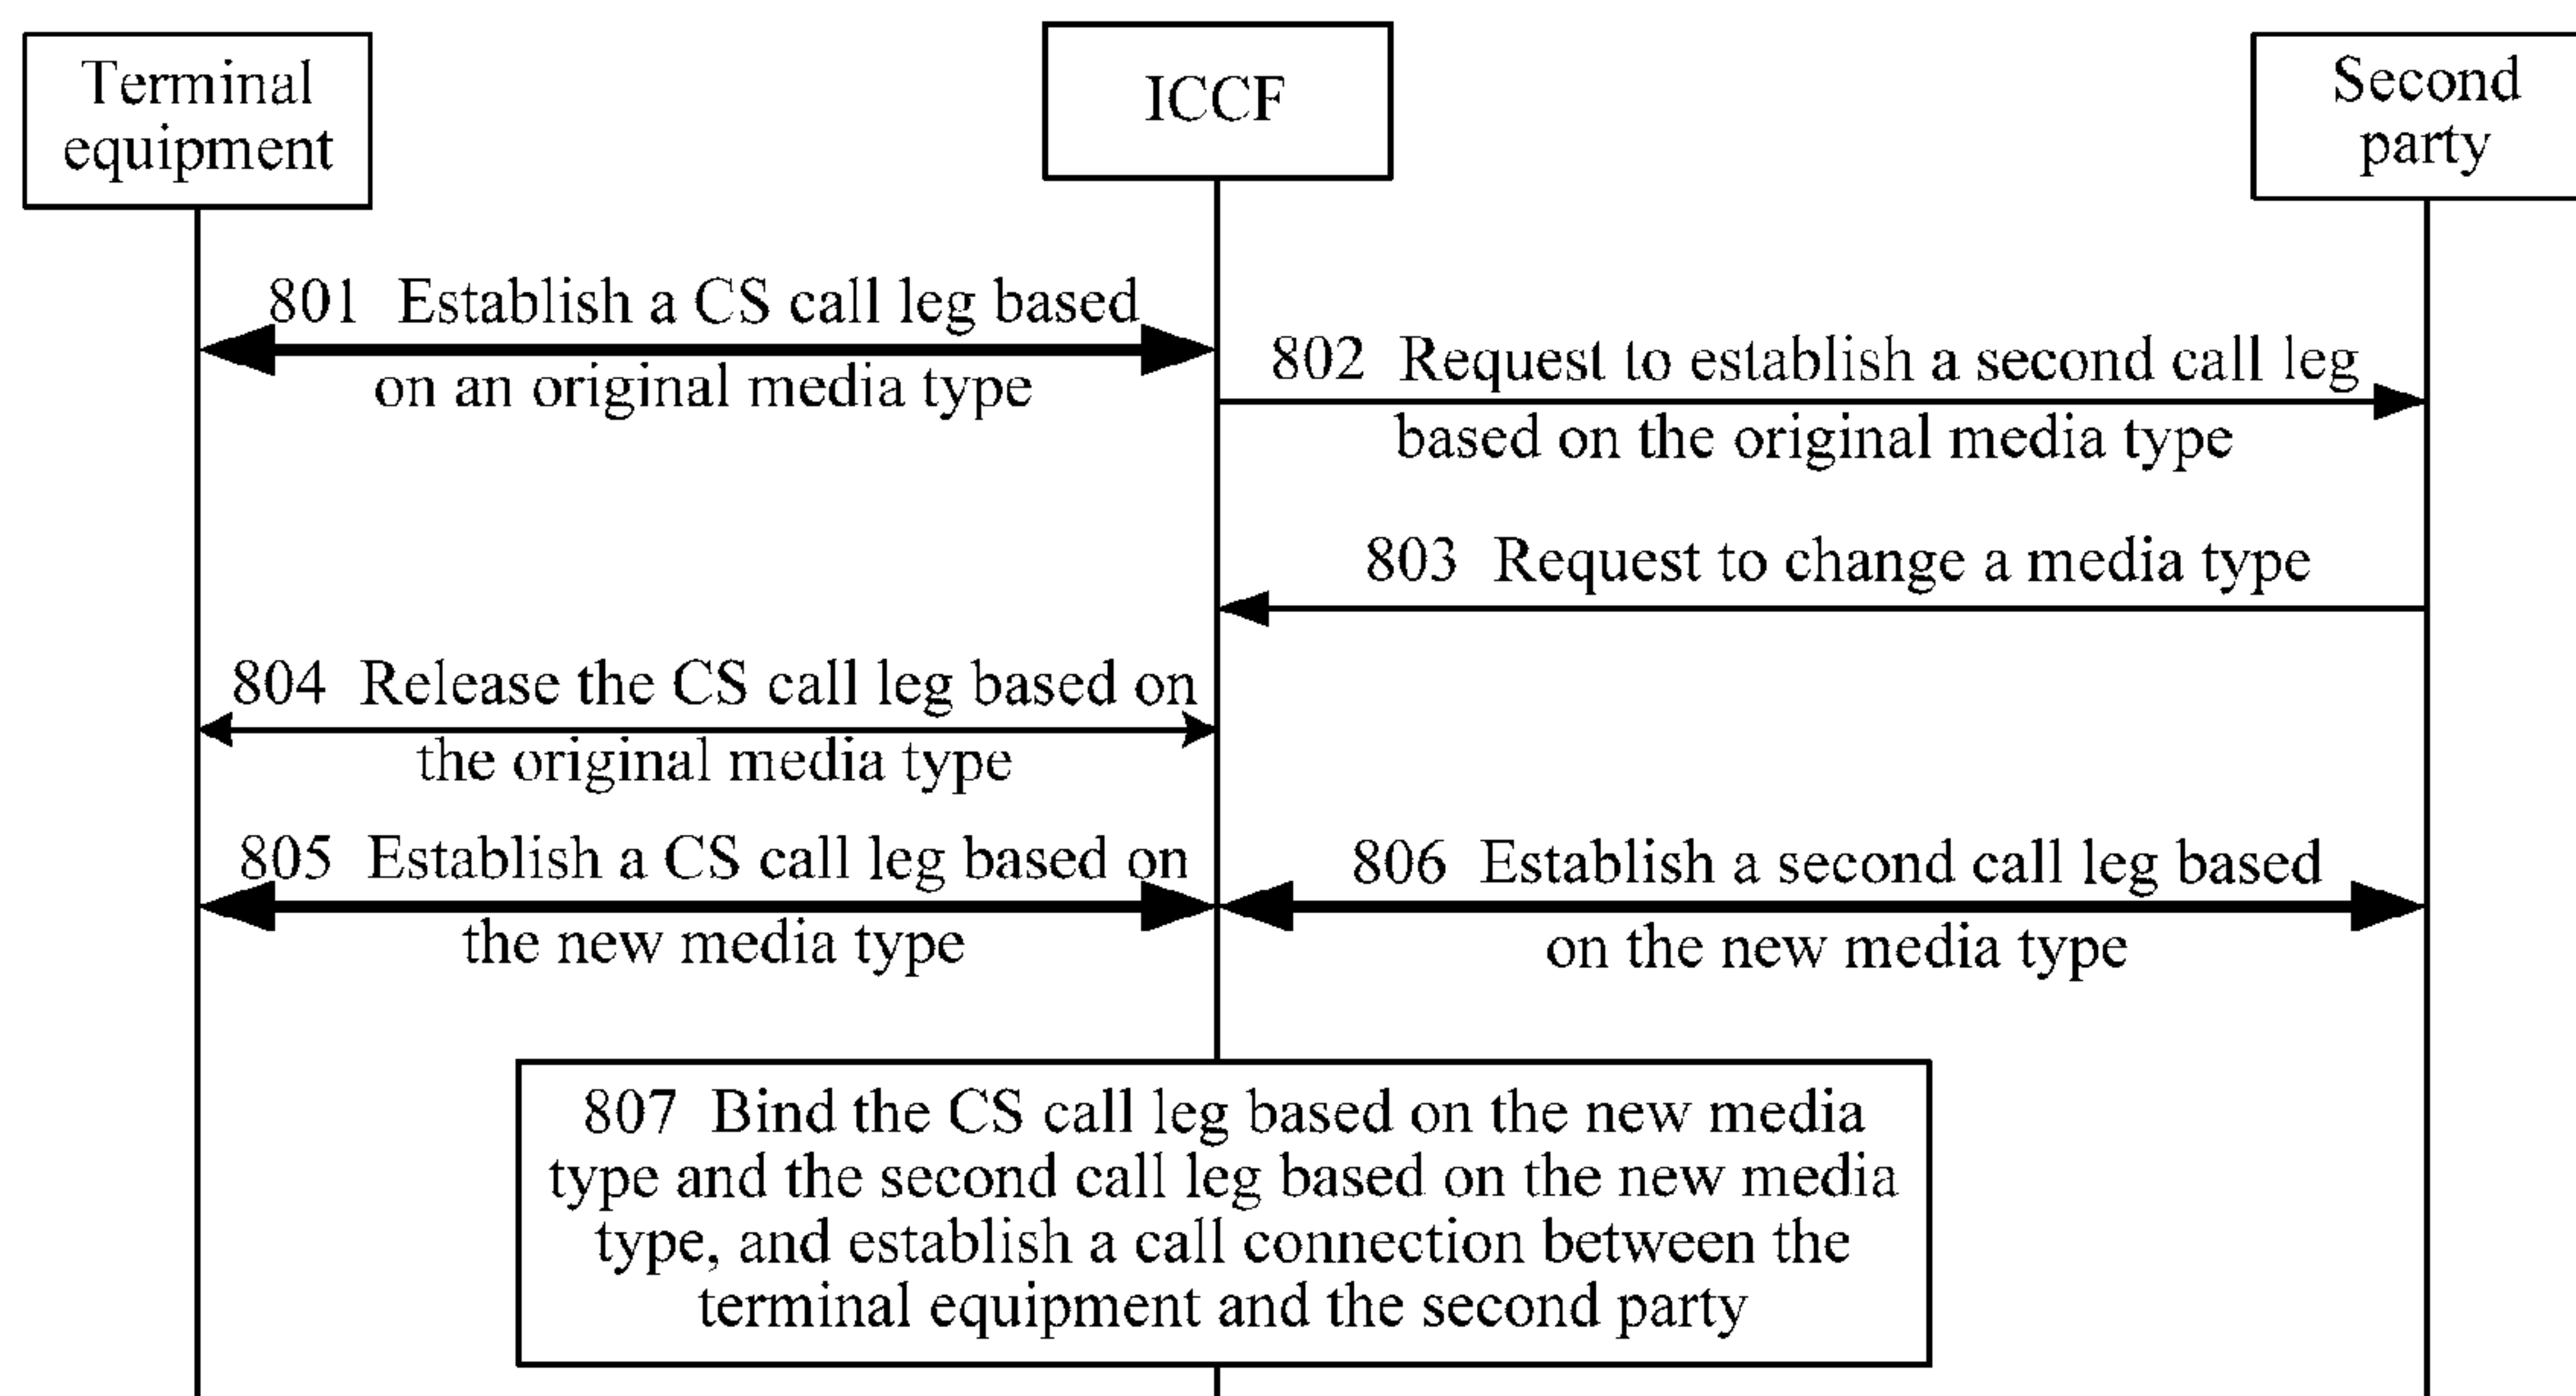 Terminal
equipment
ICCF
Second
party
801 Establish a CS call leg based
on an original media type
802 Request to establish a second call leg
based on the original media type
803 Request to change a media type
804 Release the CS call leg based on
the original media type
805 Establish a CS call leg based on
the new media type
806 Establish a second call leg based
on the new media type
807 Bind the CS call leg based on the new media
type and the second call leg based on the new media
type, and establish a call connection between the
terminal equipment and the second party